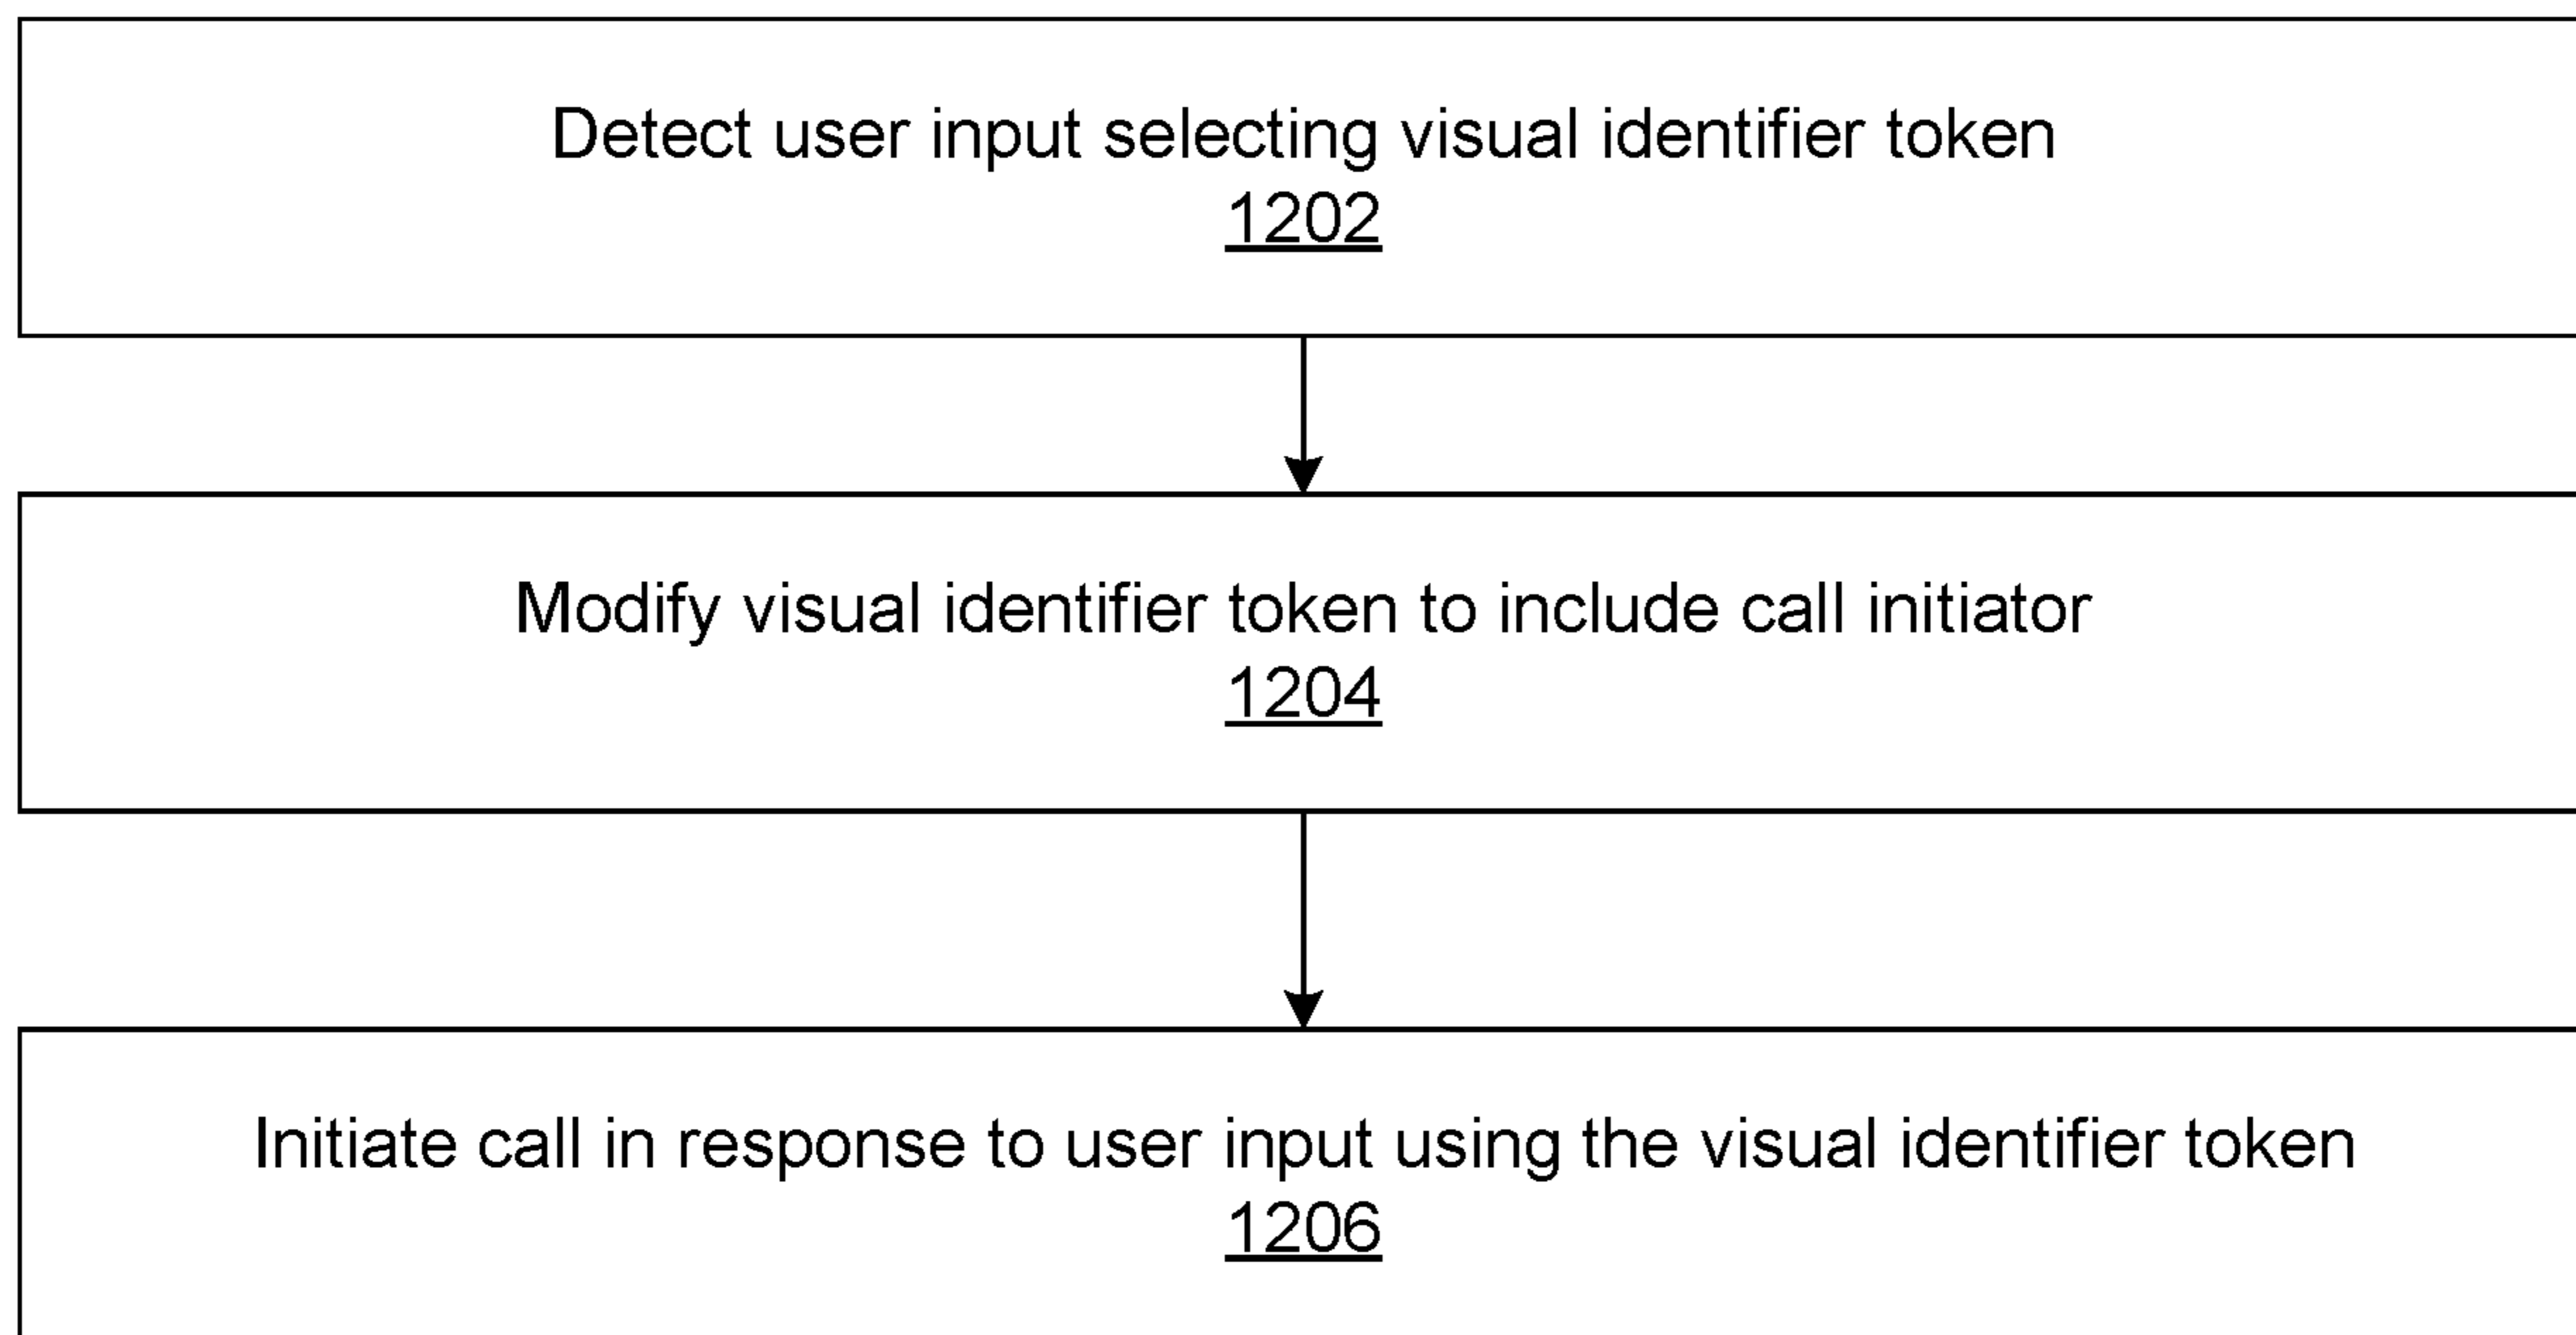 Detect user input selecting visual identifier token
1202
Modify visual identifier token to include call initiator
1204
Initiate call in response to user input using the visual identifier token
1206